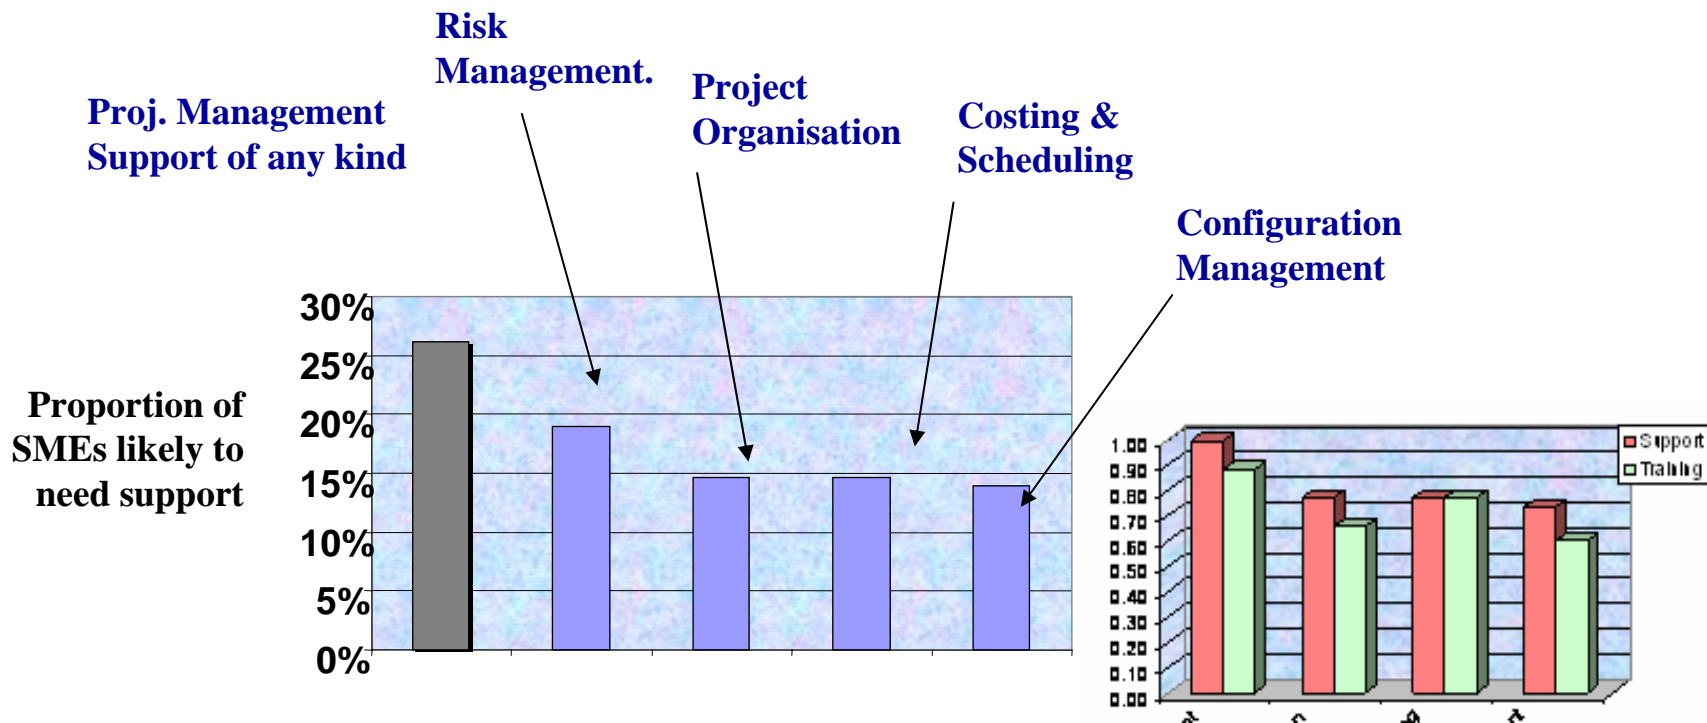 Risk
Management.
Proj. Management
Support of any kind
Project
Organisation
Costing &
Scheduling
Configuration
Management
Proportion of
SMEs likely to
need support
30%
25%
20%
15%
10%
5%
0%
1.00
0.90
0.80
0.70
0.60
0.50
0.40
0.30
0.20
0.10
0.00
Support
Training